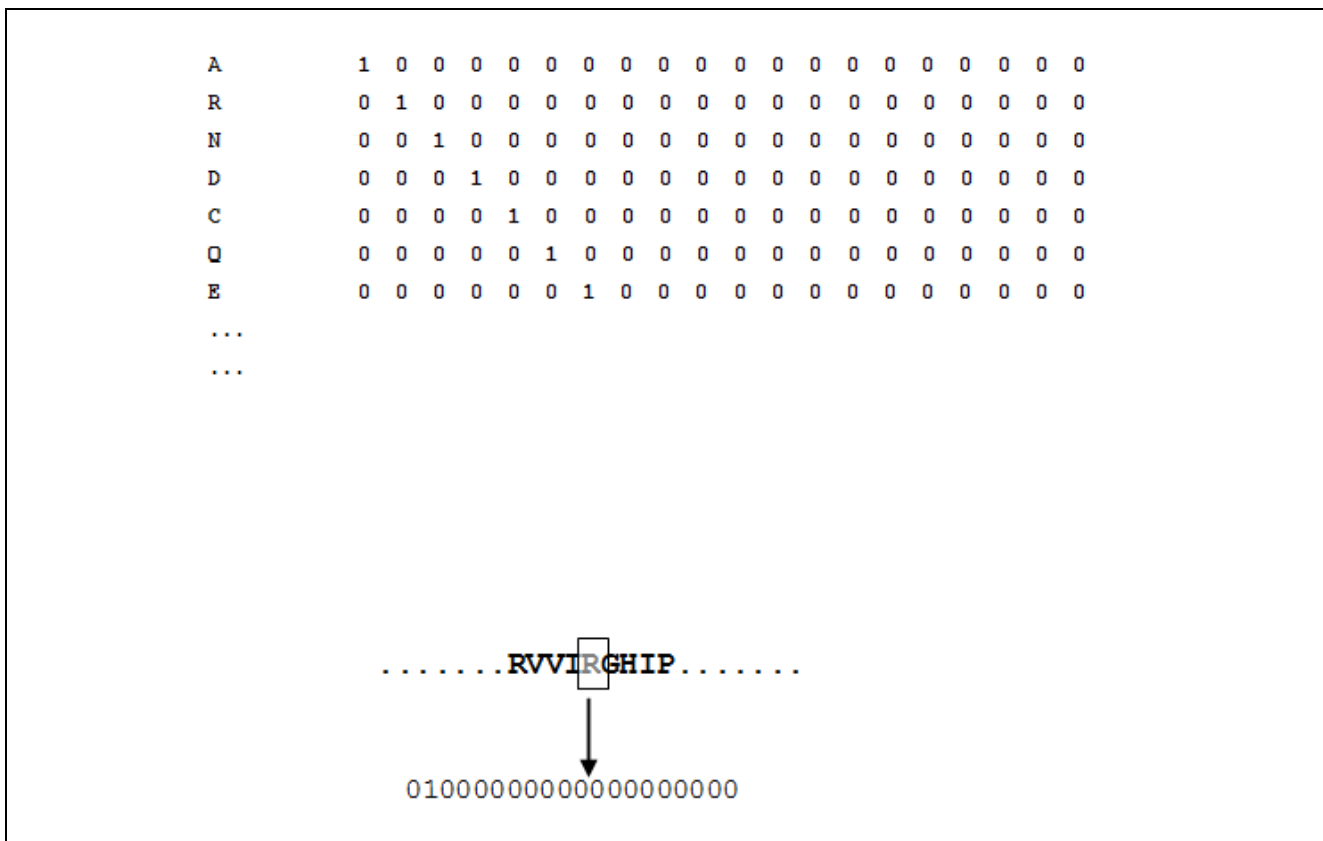 A 1 0 0 0 0 0 0 0 0 0 0 0 0 0 0 0 0 0 0 0
R 0 1 0 0 0 0 0 0 0 0 0 0 0 0 0 0 0 0 0 0
N 0 0 1 0 0 0 0 0 0 0 0 0 0 0 0 0 0 0 0 0
D 0 0 0 1 0 0 0 0 0 0 0 0 0 0 0 0 0 0 0 0
C 0 0 0 0 1 0 0 0 0 0 0 0 0 0 0 0 0 0 0 0
Q 0 0 0 0 0 1 0 0 0 0 0 0 0 0 0 0 0 0 0 0
E 0 0 0 0 0 0 1 0 0 0 0 0 0 0 0 0 0 0 0 0
...
...
.......RVVIRGHIP.......
01000000000000000000